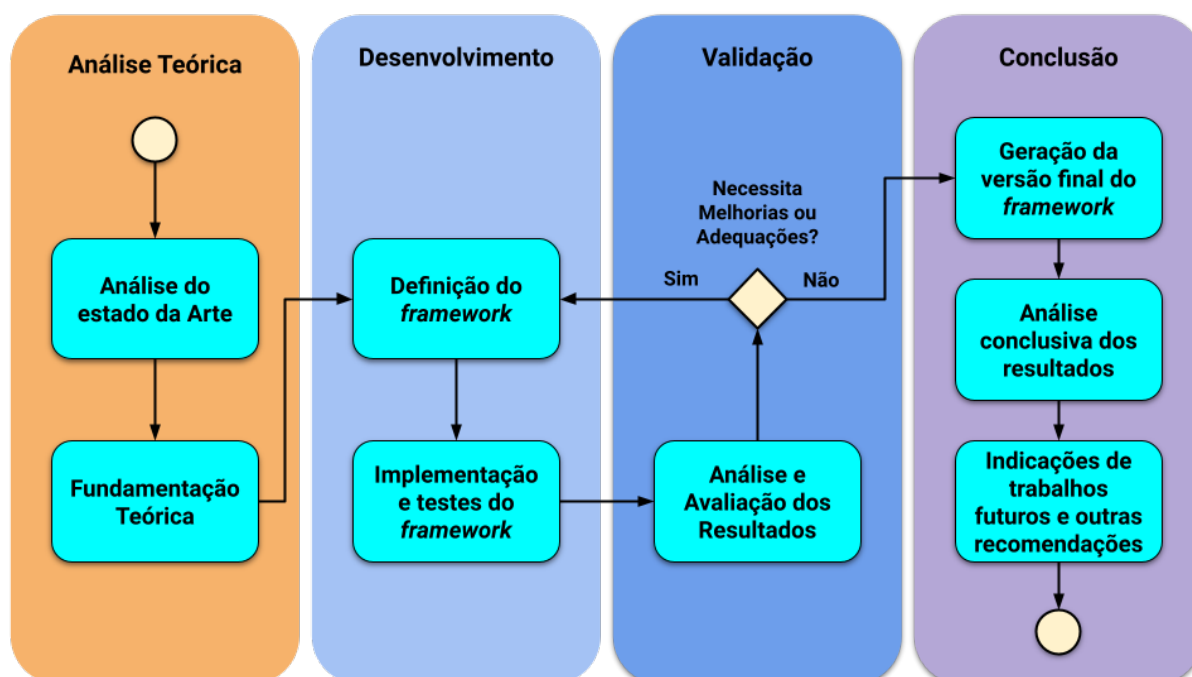 Análise Teórica
Análise do
estado da Arte
Fundamentação
Teórica
Desenvolvimento
Definição do
framework
Implementação
e testes do
framework
Validação
Necessita
Melhorias ou
Adequações?
Sim
Não
Análise e
Avaliação dos
Resultados
Conclusão
Geração da
versão final do
framework
Análise
conclusiva dos
resultados
Indicações de
trabalhos
futuros e outras
recomendações